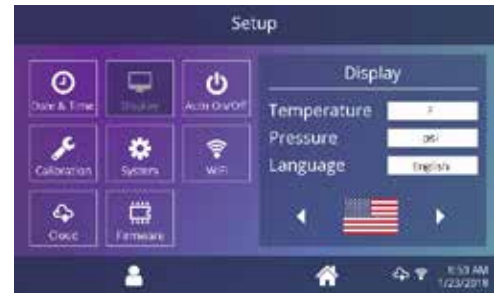 Setup
Date & Time
Display
Auto On/Off
Calibration
System
WiFi
Cloud
Firmware
Display
Temperature
F
Pressure
psi
Language
English
8:53 AM
1/23/2018